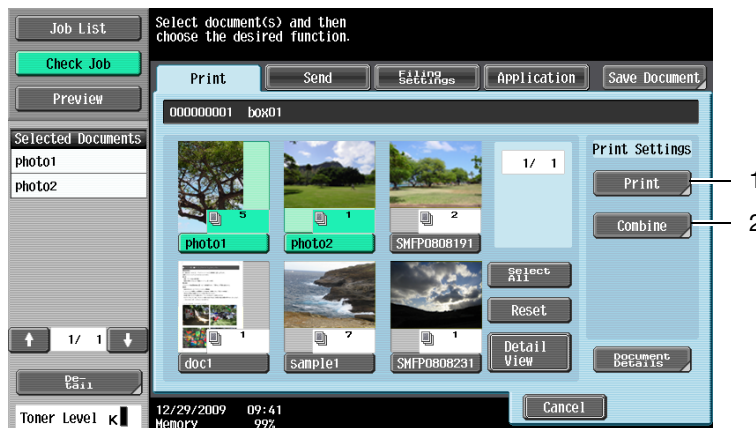 Job List
Check Job
Preview
Selected Documents
photo1
photo2
1/ 1
De-
tail
Toner Level K
Select document(s) and then
choose the desired function.
Print
Send
Filing
Settings
Application
Save Document
000000001 box01
5
photo1
1
photo2
2
SMFP0808191
1/ 1
1
doc1
7
sample1
1
SMFP0808231
Select
All
Reset
Detail
View
Print Settings
Print
Combine
Document
Details
Cancel
12/29/2009 09:41
Memory 99%
1
2